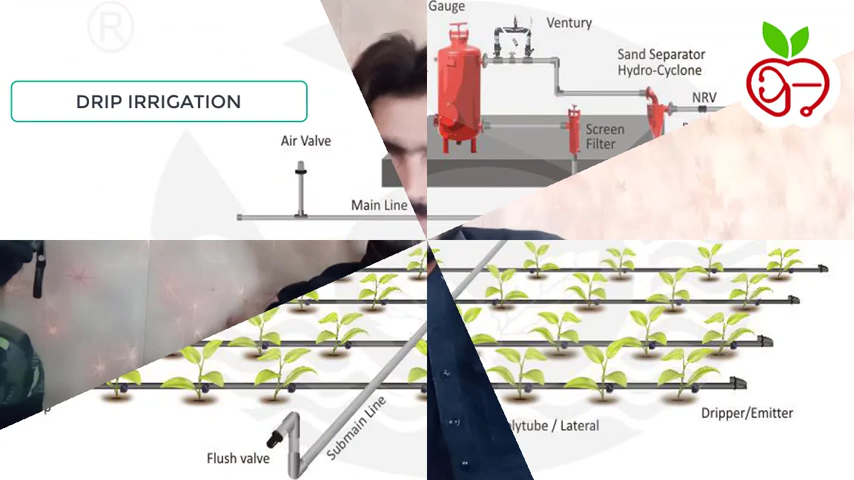 ®
Gauge
Ventury
Sand Separator
Hydro-Cyclone
NRV
DRIP IRRIGATION
Screen
Filter
Air Valve
Main Line
Submain Line
Flush valve
Dripper/Emitter
/ Lateral